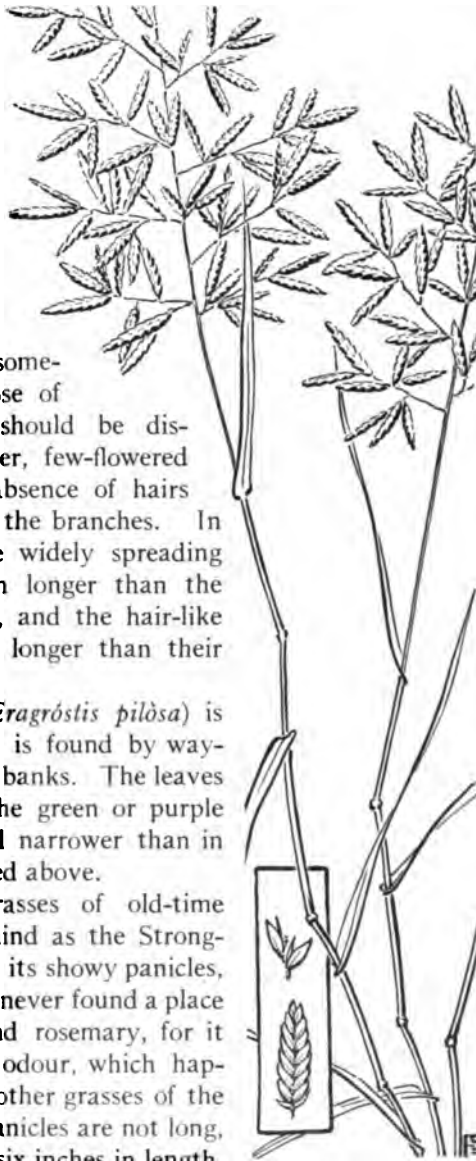 some-
se of
should be dis-
er, few-flowered
absence of hairs
the branches. In
e widely spreading
n longer than the
, and the hair-like
longer than their
Eragróstis pilòsa) is
is found by way-
banks. The leaves
he green or purple
l narrower than in
ed above.
rasses of old-time
ind as the Strong-
its showy panicles,
never found a place
nd rosemary, for it
odour, which hap-
other grasses of the
anicles are not long,
six inches in length